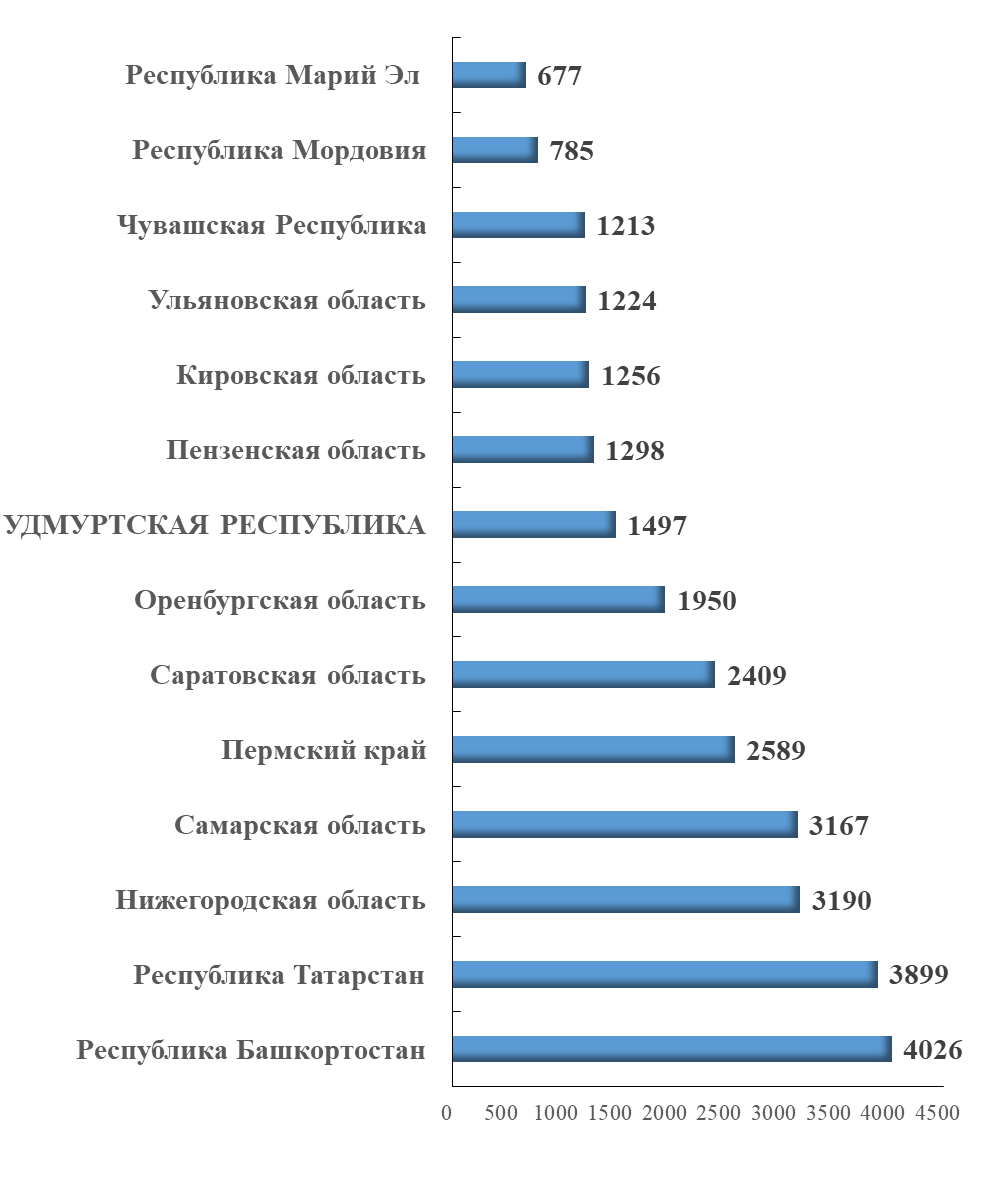 Республика Марий Эл 677
Республика Мордовия 785
Чувашская Республика 1213
Ульяновская область 1224
Кировская область 1256
Пензенская область 1298
УДМУРТСКАЯ РЕСПУБЛИКА 1497
Оренбургская область 1950
Саратовская область 2409
Пермский край 2589
Самарская область 3167
Нижегородская область 3190
Республика Татарстан 3899
Республика Башкортостан 4026
0 500 1000 1500 2000 2500 3000 3500 4000 4500